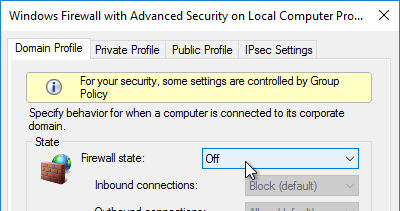 Windows Firewall with Advanced Security on Local Computer Pro...
Domain Profile Private Profile Public Profile IPsec Settings
For your security, some settings are controlled by Group
Policy
Specify behavior for when a computer is connected to its corporate
domain.
State
Firewall state: Off
Inbound connections: Block (default)
Outbound connections: Allow (default)